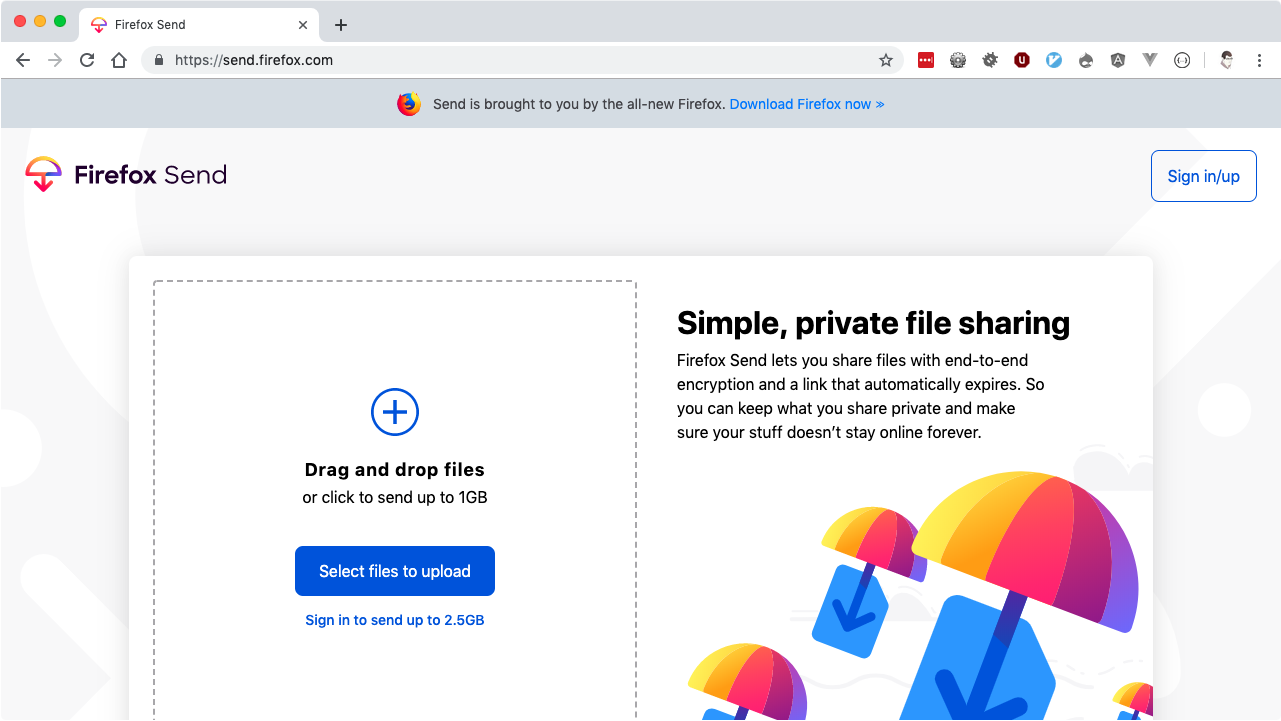 Firefox Send
https://send.firefox.com
Send is brought to you by the all-new Firefox. Download Firefox now »
Firefox Send
Sign in/up
Drag and drop files
or click to send up to 1GB
Select files to upload
Sign in to send up to 2.5GB
Simple, private file sharing
Firefox Send lets you share files with end-to-end
encryption and a link that automatically expires. So
you can keep what you share private and make
sure your stuff doesn’t stay online forever.